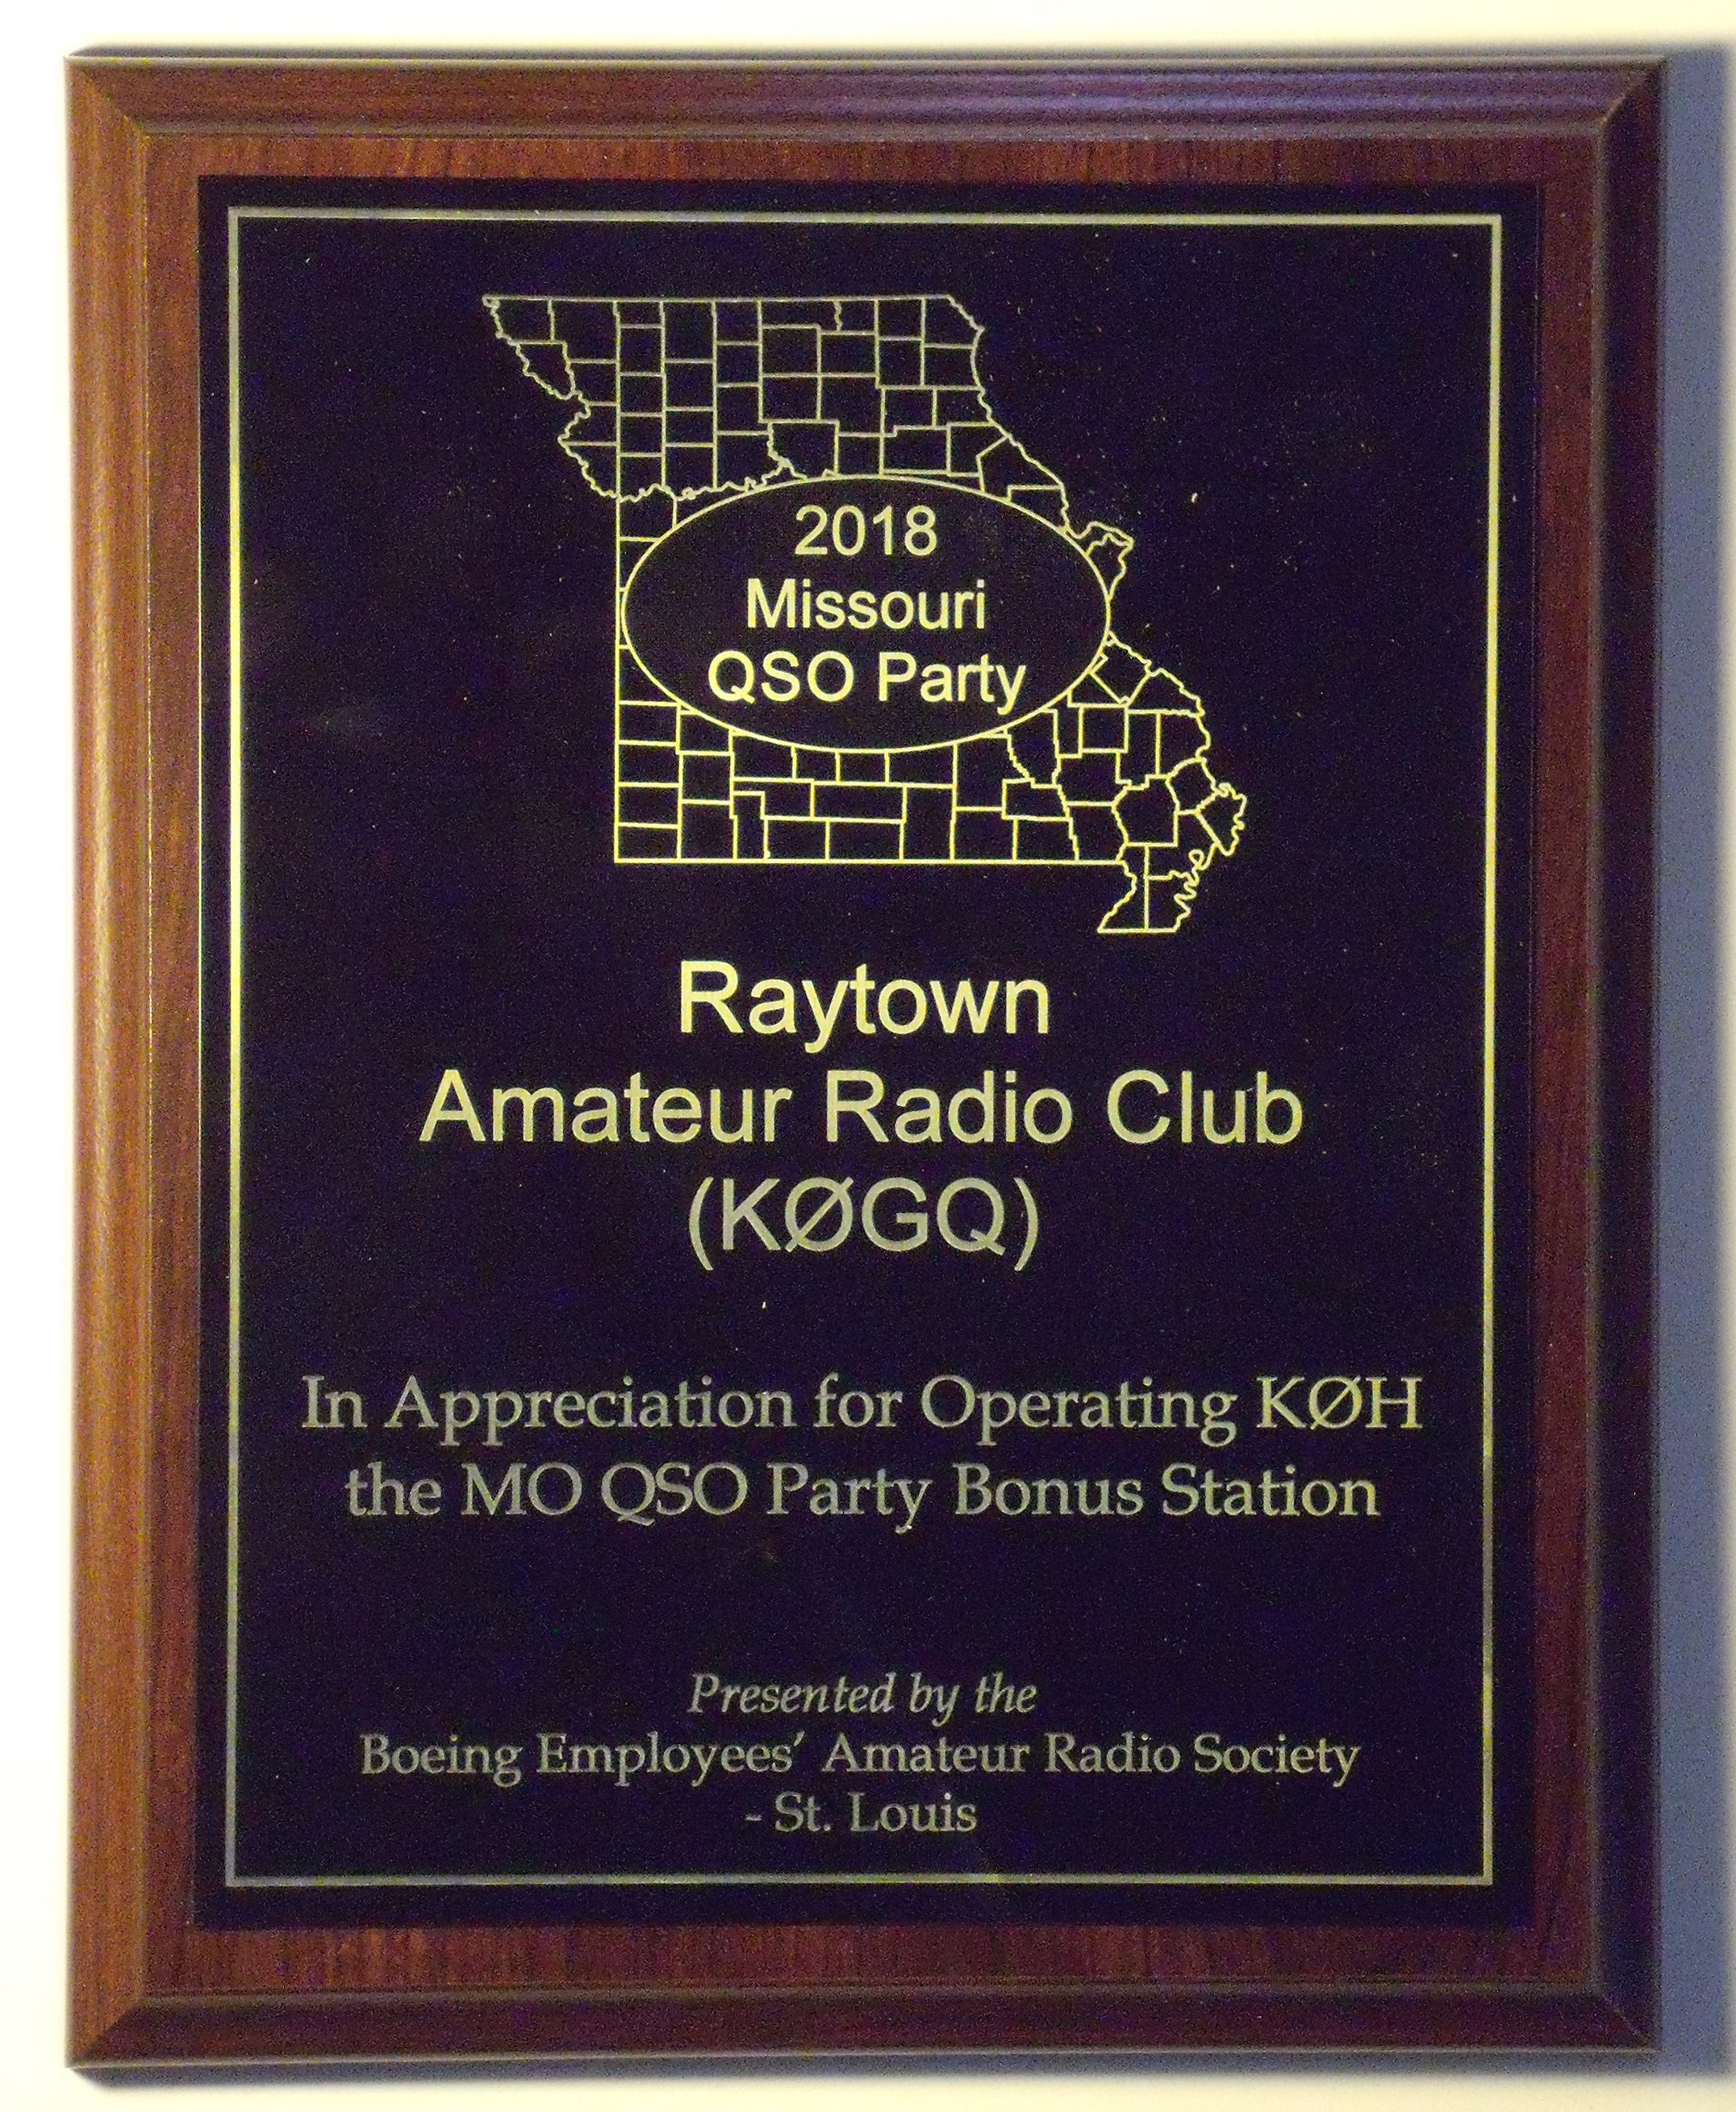 2018
Missouri
QSO Party
Raytown
Amateur Radio Club
(KØGQ)
In Appreciation for Operating KØH
the MO QSO Party Bonus Station
Presented by the
Boeing Employees’ Amateur Radio Society
- St. Louis